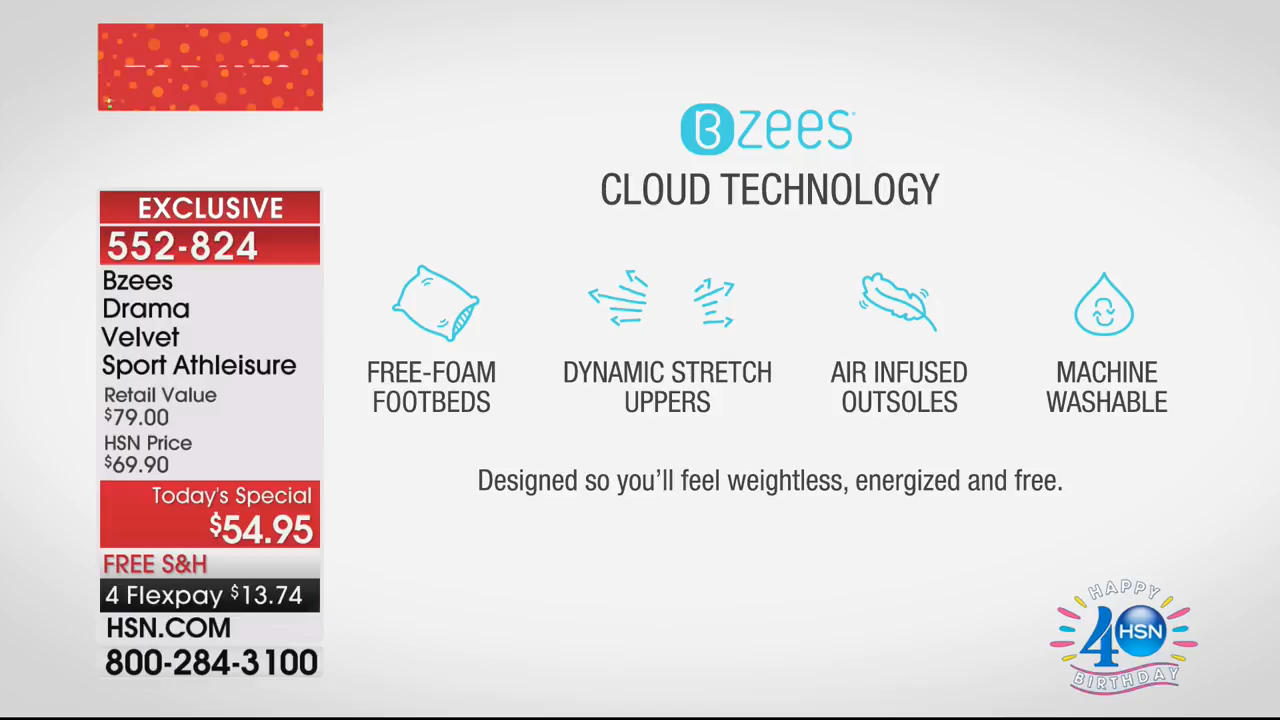 EXCLUSIVE
552-824
Bzees
Drama
Velvet
Sport Athleisure
Retail Value
$79.00
HSN Price
$69.90
Today's Special
$54.95
FREE S&H
4 Flexpay $13.74
HSN.COM
800-284-3100
Bzees
CLOUD TECHNOLOGY
FREE-FOAM
FOOTBEDS
DYNAMIC STRETCH
UPPERS
AIR INFUSED
OUTSOLES
MACHINE
WASHABLE
Designed so you'll feel weightless, energized and free.
HAPPY
40 HSN
BIRTHDAY